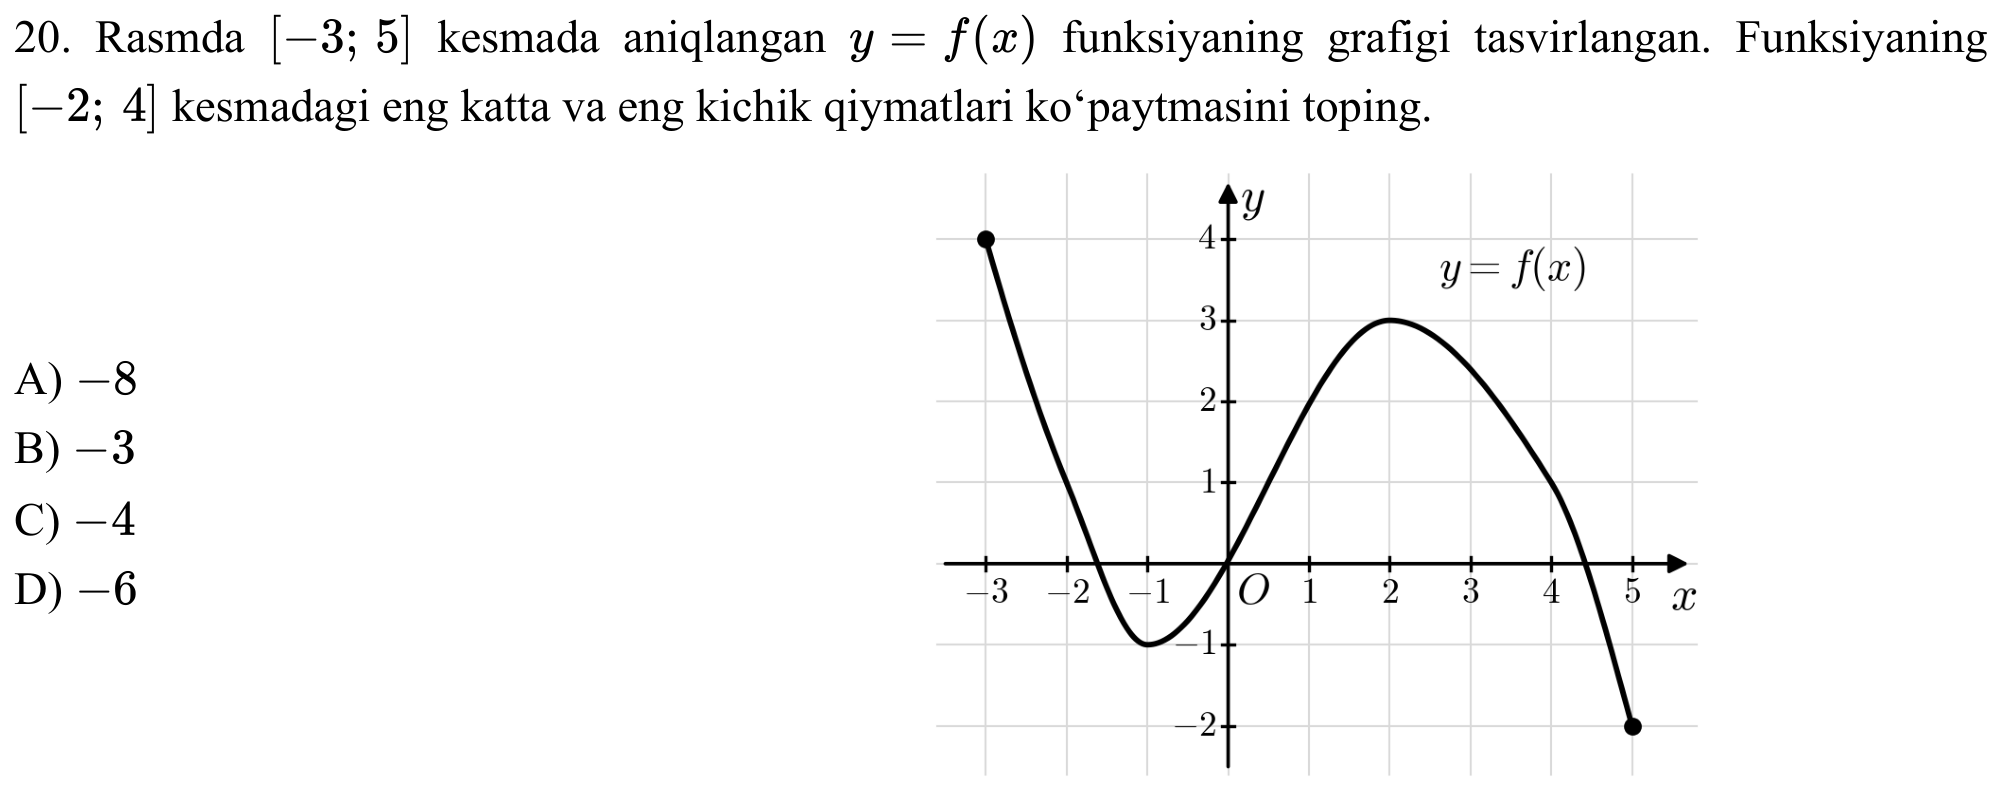 20. Rasmda [−3; 5] kesmada aniqlangan y = f(x) funksiyaning grafigi tasvirlangan. Funksiyaning
[−2; 4] kesmadagi eng katta va eng kichik qiymatlari ko‘paytmasini toping.
A) −8
B) −3
C) −4
D) −6
y
4
y = f(x)
3
2
1
−3 −2 −1 O 1 2 3 4 5 x
−1
−2